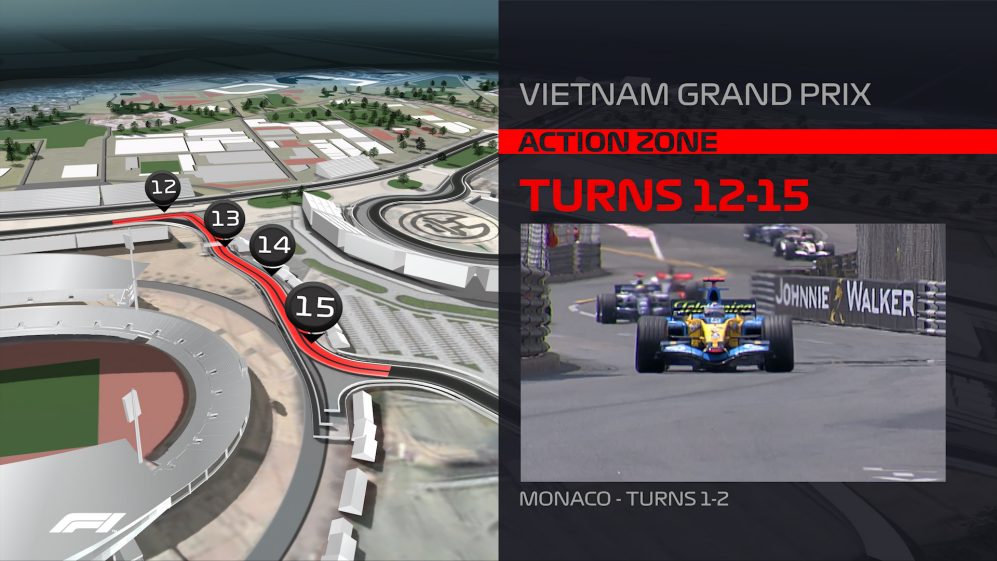 VIETNAM GRAND PRIX
ACTION ZONE
TURNS 12-15
12
13
14
15
Telefónica
JOHNNIE WALKER
MONACO - TURNS 1-2
F1